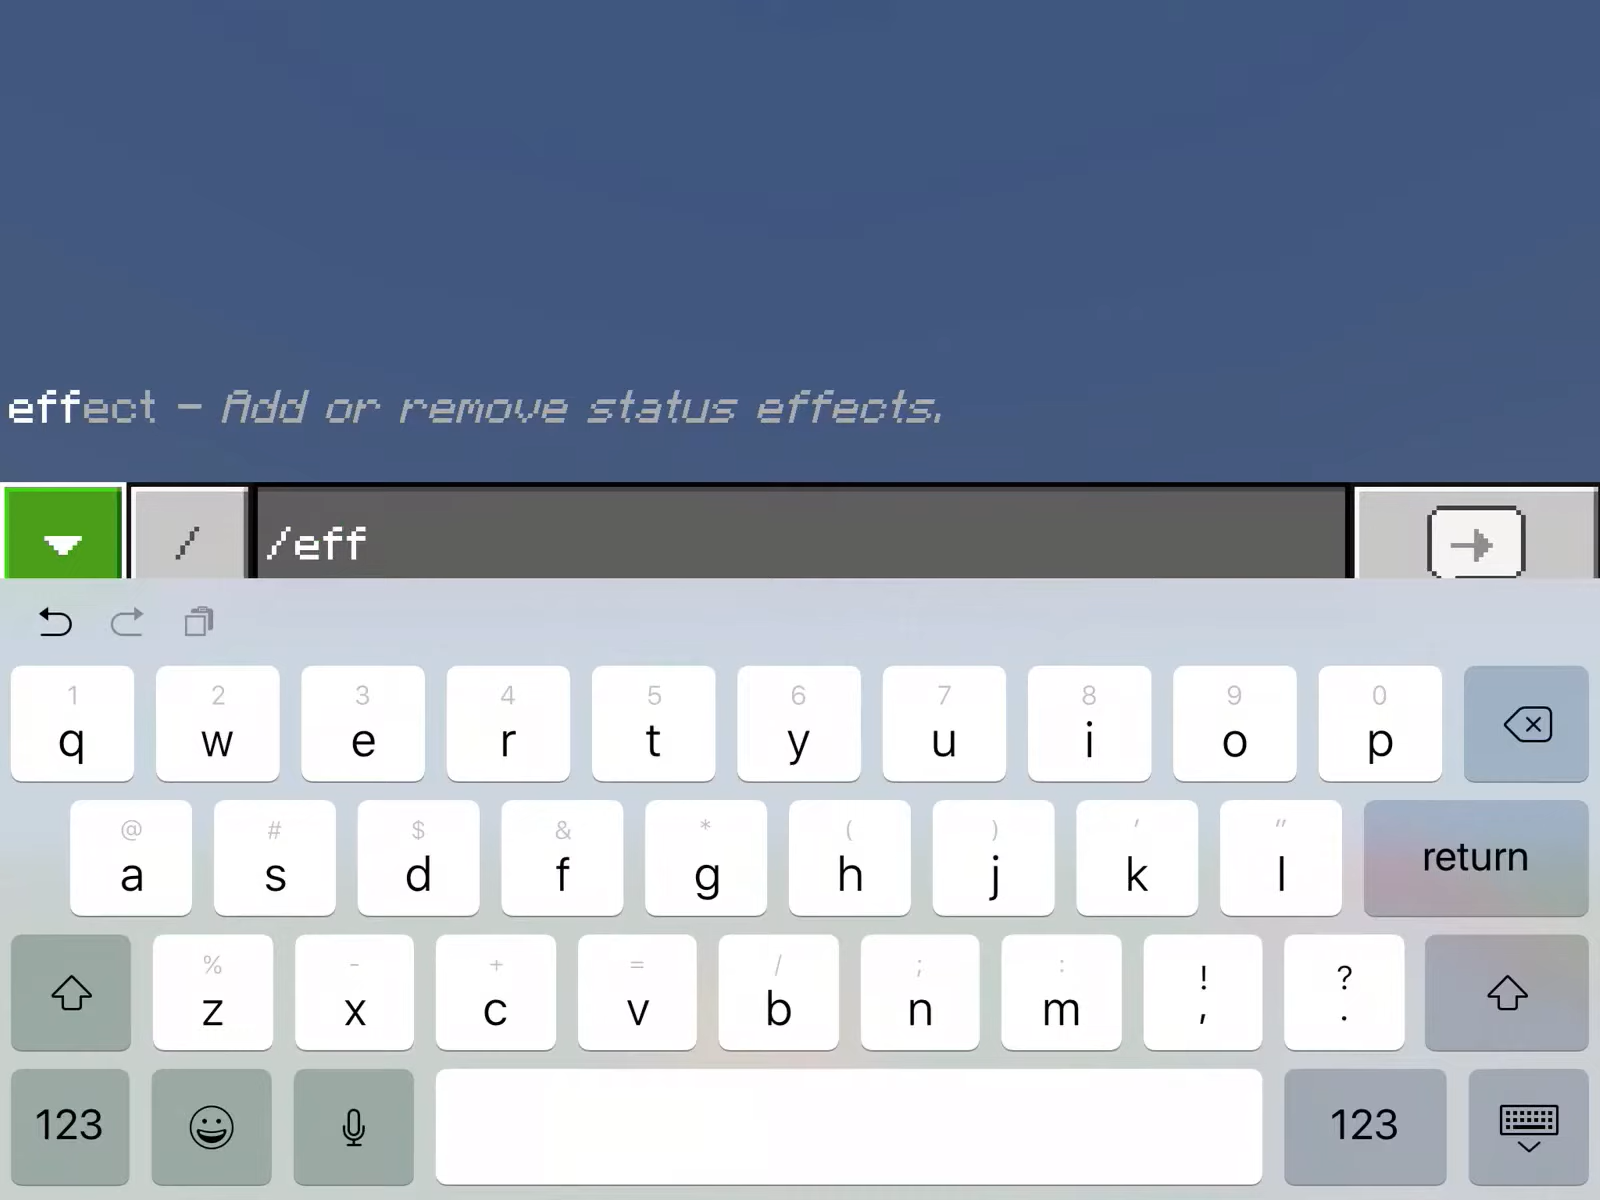 effect - Add or remove status effects.
/ /eff
1 2 3 4 5 6 7 8 9 0
q w e r t y u i o p
@ # $ & * ( ) ' "
a s d f g h j k l return
% - + = / ; : ! ?
z x c v b n m , .
123 123